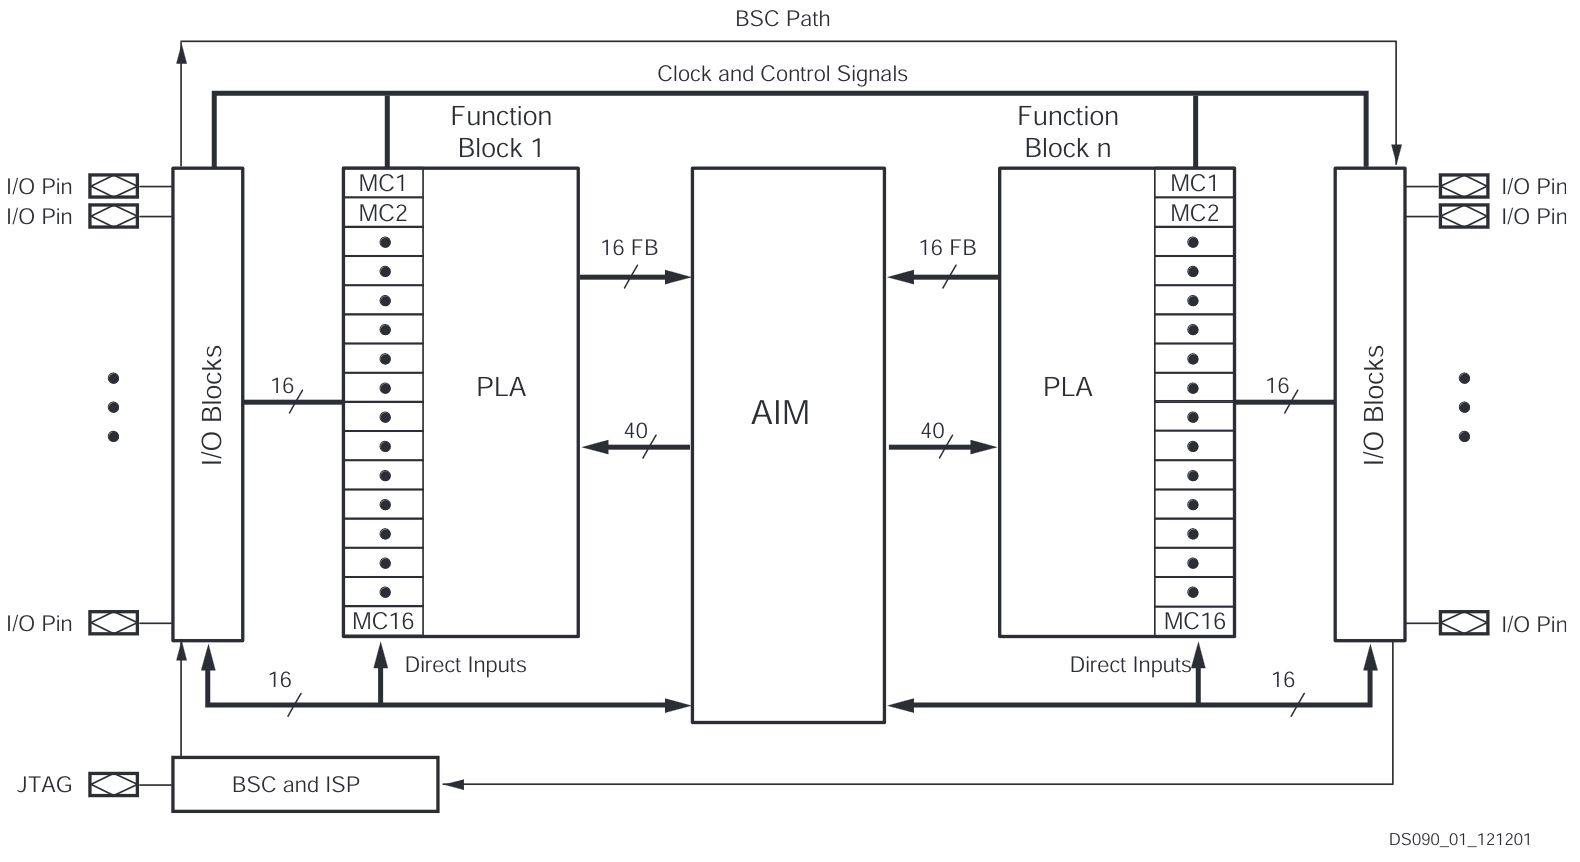 BSC Path
Clock and Control Signals
Function
Block 1
Function
Block n
I/O Pin
I/O Pin
MC1
MC2
MC1
MC2
I/O Pin
I/O Pin
16 FB
16 FB
I/O Blocks
16
PLA
AIM
PLA
16
I/O Blocks
40
40
I/O Pin
MC16
MC16
I/O Pin
Direct Inputs
Direct Inputs
16
16
JTAG
BSC and ISP
DS090_01_121201